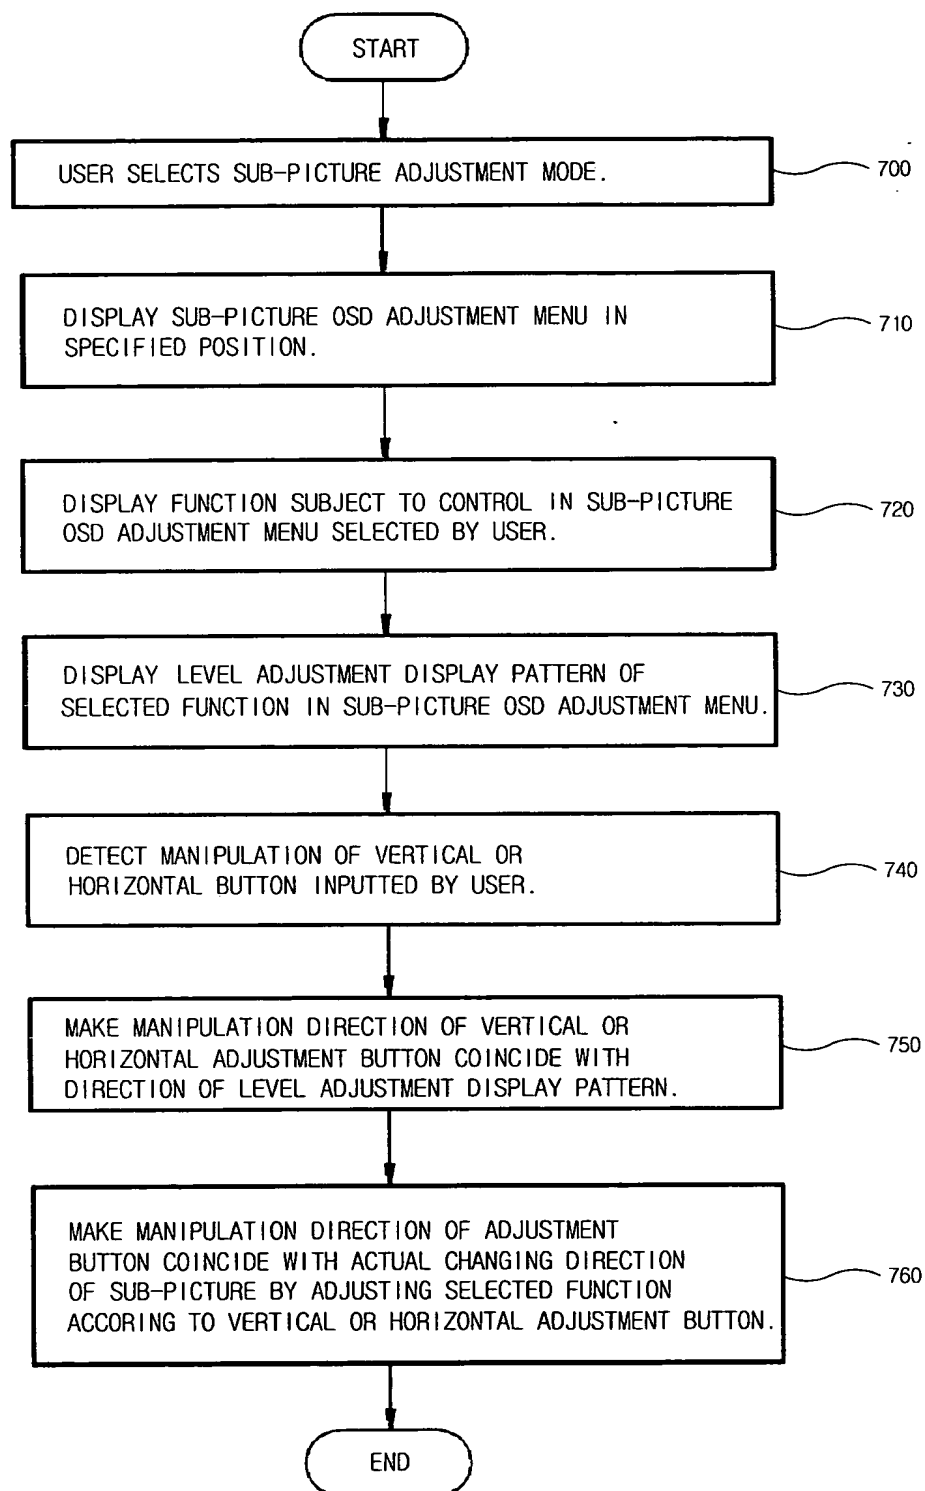 START
USER SELECTS SUB-PICTURE ADJUSTMENT MODE.
700
DISPLAY SUB-PICTURE OSD ADJUSTMENT MENU IN
SPECIFIED POSITION.
710
DISPLAY FUNCTION SUBJECT TO CONTROL IN SUB-PICTURE
OSD ADJUSTMENT MENU SELECTED BY USER.
720
DISPLAY LEVEL ADJUSTMENT DISPLAY PATTERN OF
SELECTED FUNCTION IN SUB-PICTURE OSD ADJUSTMENT MENU.
730
DETECT MANIPULATION OF VERTICAL OR
HORIZONTAL BUTTON INPUTTED BY USER.
740
MAKE MANIPULATION DIRECTION OF VERTICAL OR
HORIZONTAL ADJUSTMENT BUTTON COINCIDE WITH
DIRECTION OF LEVEL ADJUSTMENT DISPLAY PATTERN.
750
MAKE MANIPULATION DIRECTION OF ADJUSTMENT
BUTTON COINCIDE WITH ACTUAL CHANGING DIRECTION
OF SUB-PICTURE BY ADJUSTING SELECTED FUNCTION
ACCORING TO VERTICAL OR HORIZONTAL ADJUSTMENT BUTTON.
760
END